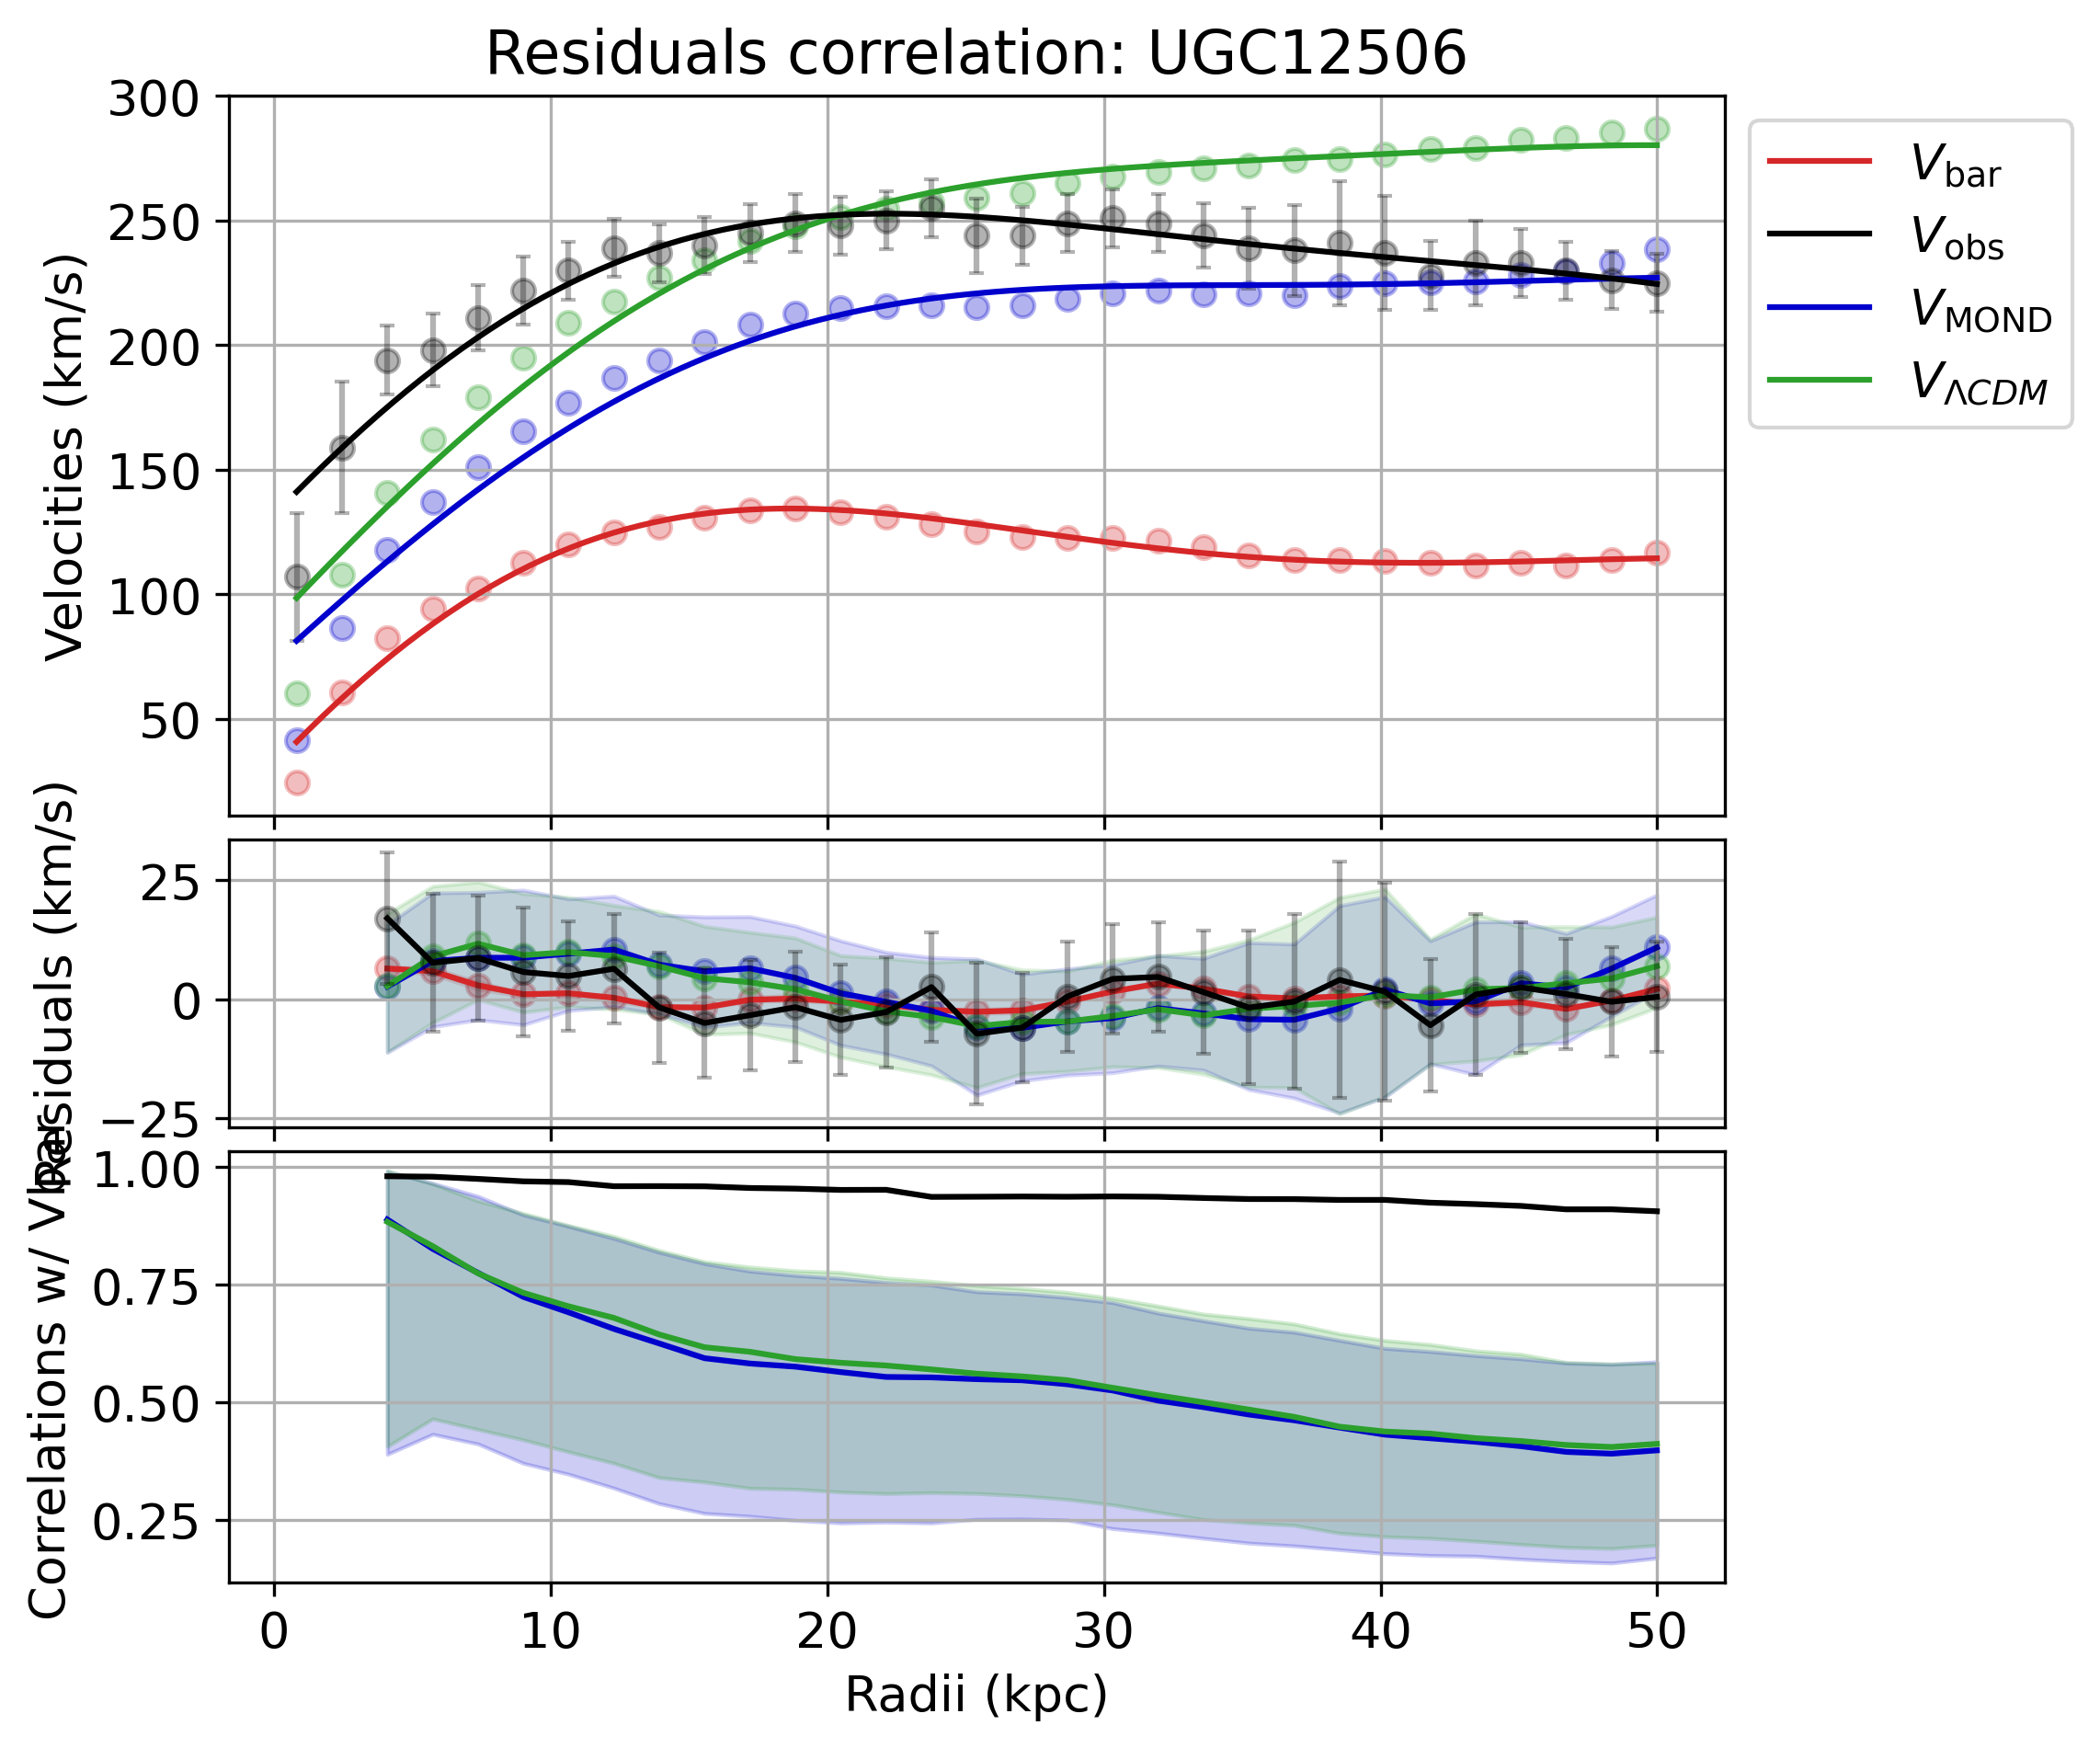 Residuals correlation: UGC12506
300
250
200
150
100
50
Velocities (km/s)
V_bar
V_obs
V_MOND
V_ΛCDM
25
0
−25
Residuals (km/s)
1.00
0.75
0.50
0.25
Correlations w/ Vbar
0 10 20 30 40 50
Radii (kpc)